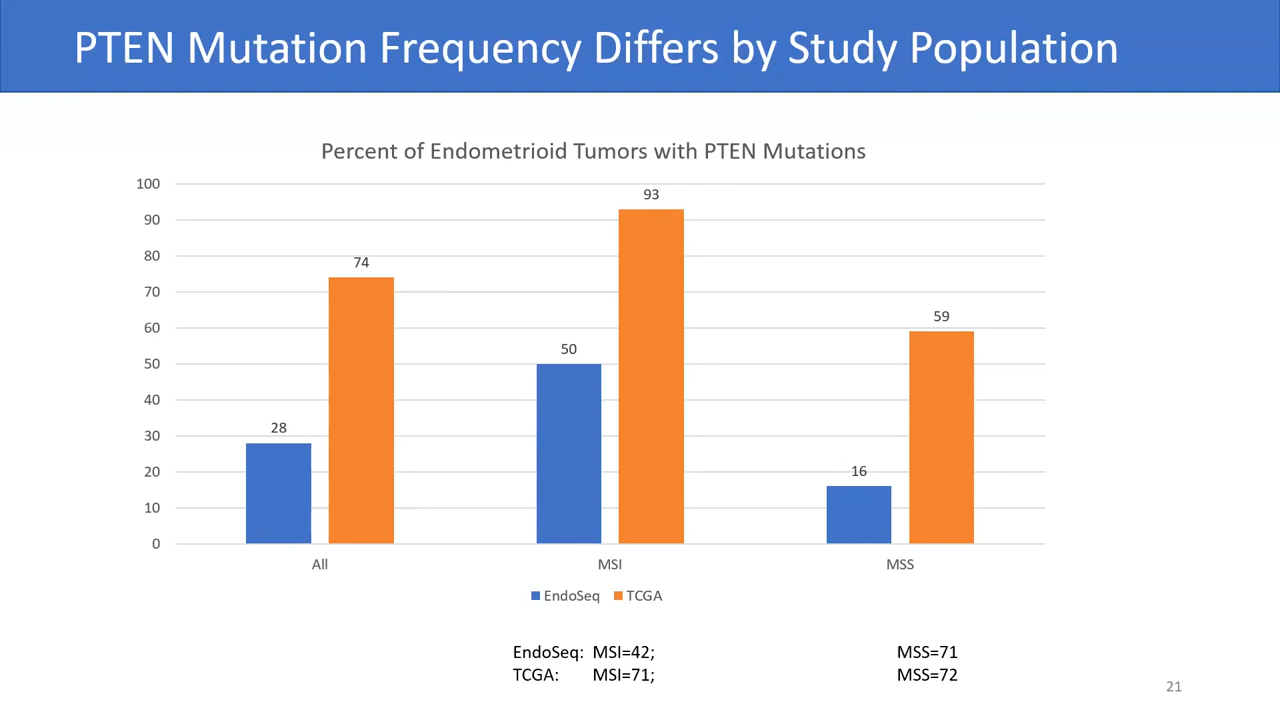 PTEN Mutation Frequency Differs by Study Population
Percent of Endometrioid Tumors with PTEN Mutations
100
90
80
70
60
50
40
30
20
10
0
28
74
50
93
16
59
All
MSI
MSS
EndoSeq TCGA
EndoSeq: MSI=42; MSS=71
TCGA: MSI=71; MSS=72
21